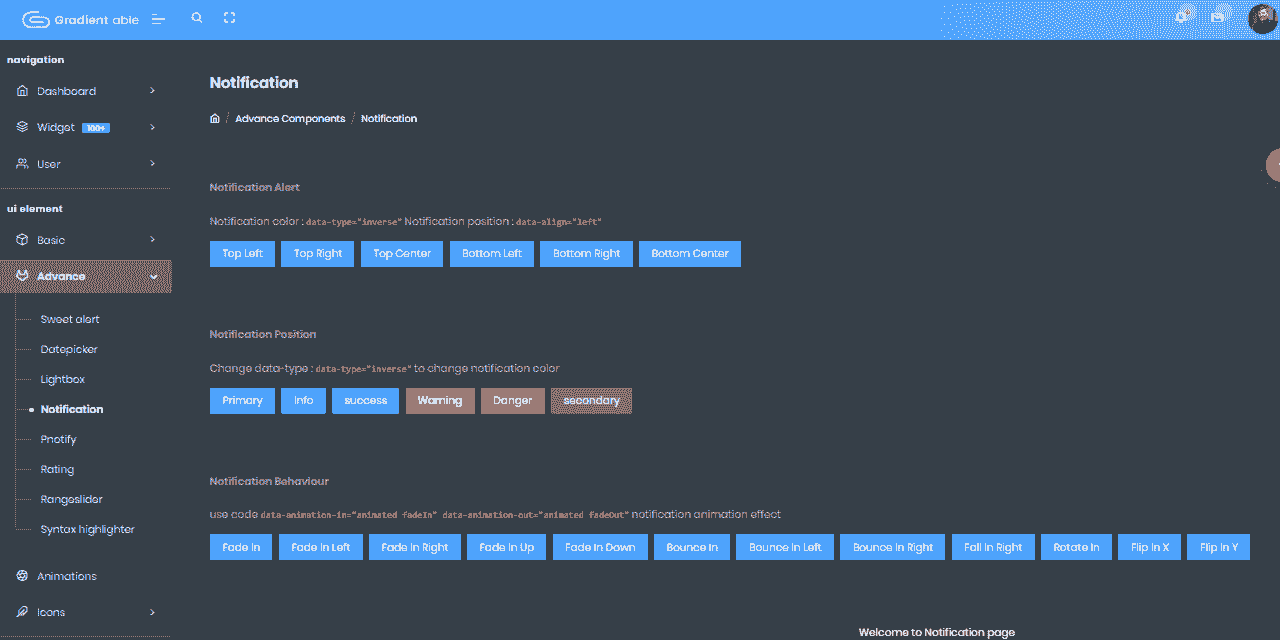 Gradient able
navigation
Dashboard
Widget 100+
User
ui element
Basic
Advance
Sweet alert
Datepicker
Lightbox
Notification
Pnotify
Rating
Rangeslider
Syntax highlighter
Animations
Icons
Notification
/ Advance Components / Notification
Notification Alert
Notification color : data-type="inverse" Notification position : data-align="left"
Top Left Top Right Top Center Bottom Left Bottom Right Bottom Center
Notification Position
Change data-type : data-type="inverse" to change notification color
Primary Info success Warning Danger secondary
Notification Behaviour
use code data-animation-in="animated fadeIn" data-animation-out="animated fadeOut" notification animation effect
Fade In Fade In Left Fade In Right Fade In Up Fade In Down Bounce In Bounce In Left Bounce In Right Fall In Right Rotate In Flip In X Flip In Y
Welcome to Notification page